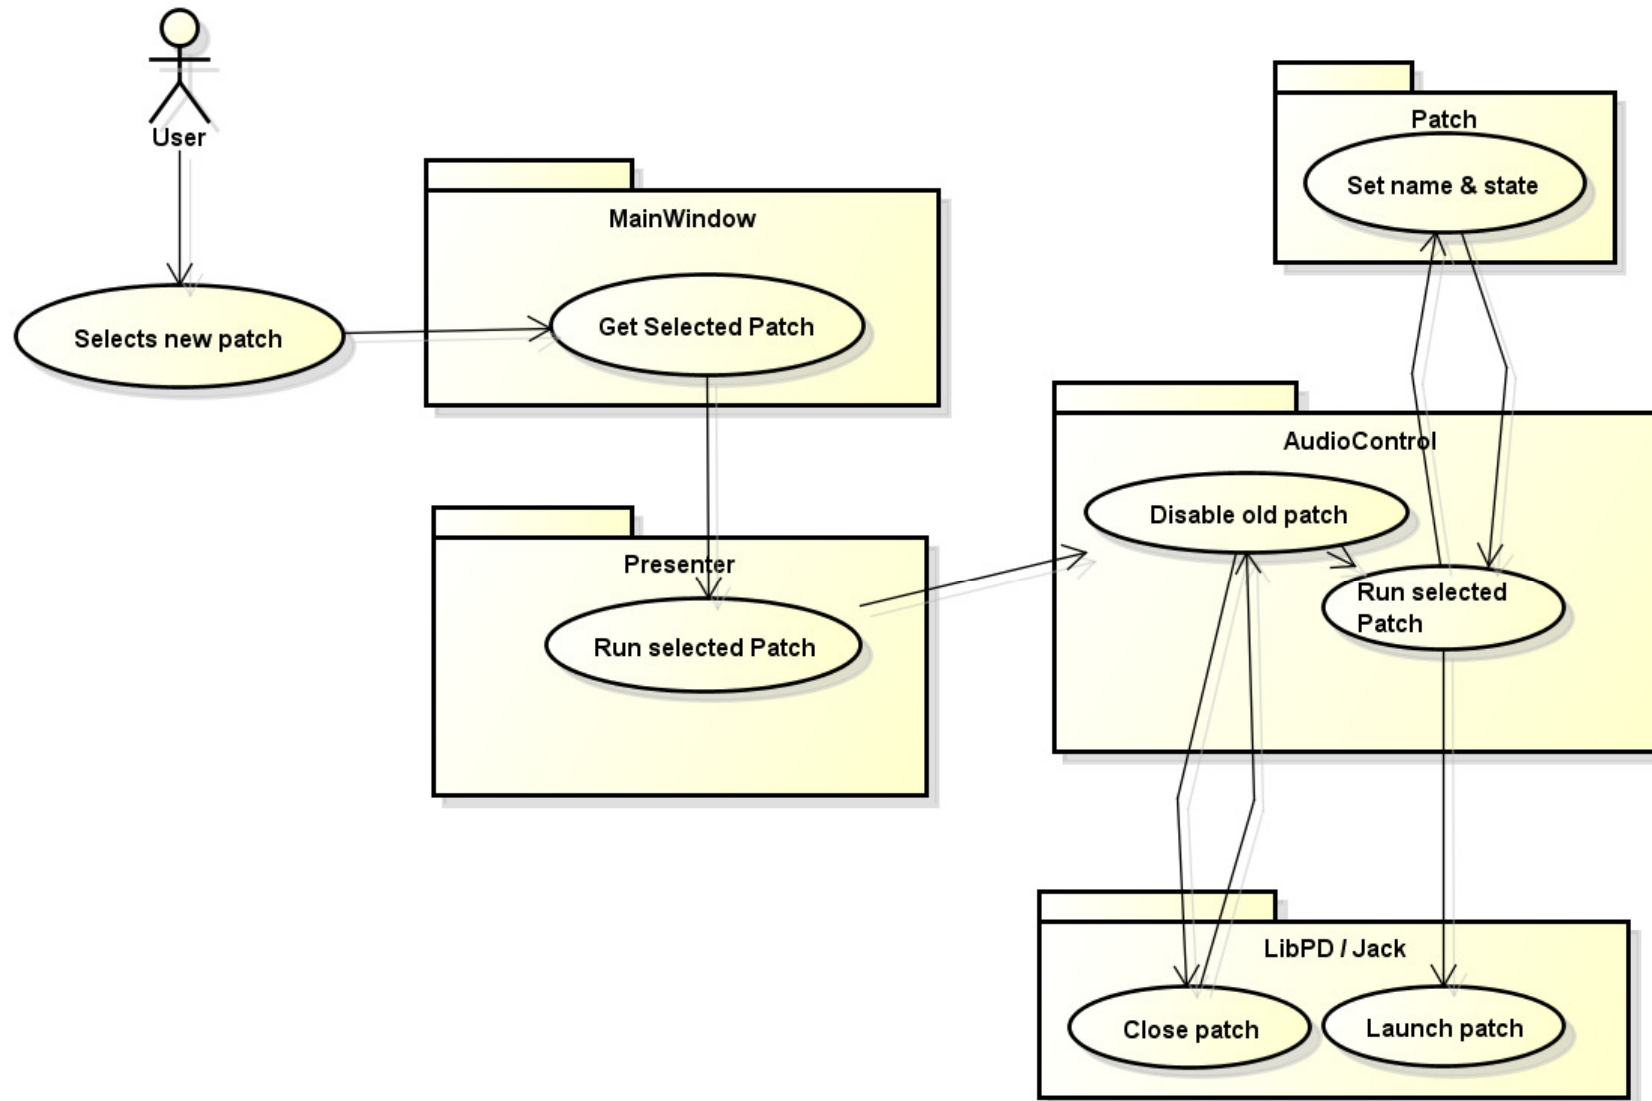 User
Selects new patch
MainWindow
Get Selected Patch
Presenter
Run selected Patch
Patch
Set name & state
AudioControl
Disable old patch
Run selected
Patch
LibPD / Jack
Close patch
Launch patch